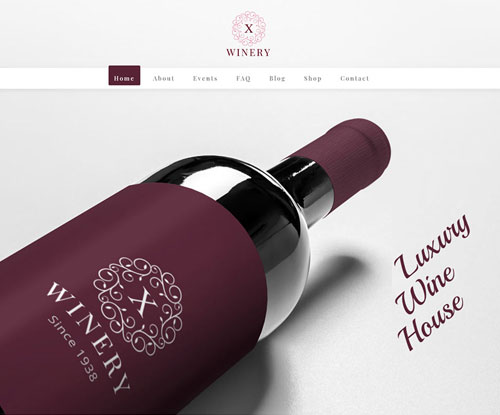 X
WINERY
Home About Events FAQ Blog Shop Contact
Luxury
Wine
House
X
WINERY
Since 1938